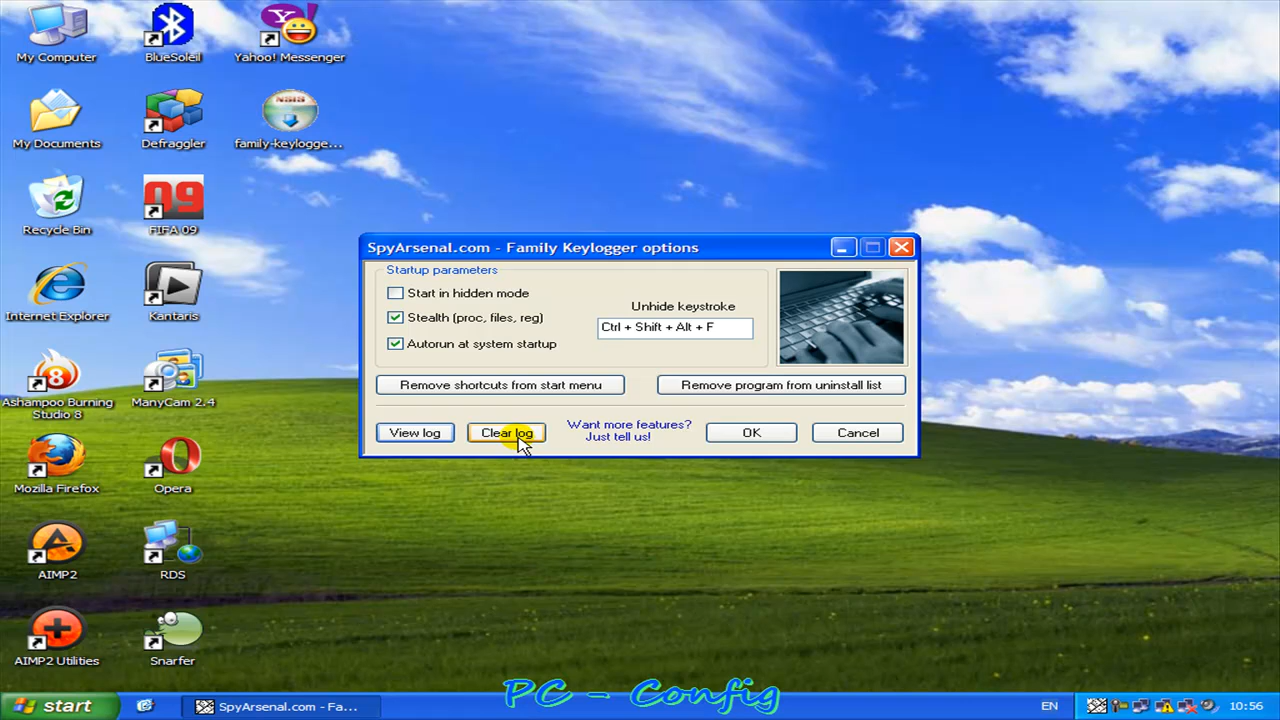 My Computer
BlueSoleil
Yahoo! Messenger
NSIS
My Documents
Defraggler
family-keylogge...
09
Recycle Bin
FIFA 09
Internet Explorer
Kantaris
Ashampoo Burning
Studio 8
ManyCam 2.4
Mozilla Firefox
Opera
AIMP2
RDS
AIMP2 Utilities
Snarfer
SpyArsenal.com - Family Keylogger options
Startup parameters
Start in hidden mode
Stealth (proc, files, reg)
Autorun at system startup
Unhide keystroke
Ctrl + Shift + Alt + F
Remove shortcuts from start menu
Remove program from uninstall list
View log
Clear log
Want more features?
Just tell us!
OK
Cancel
PC - Config
start
SpyArsenal.com - Fa...
EN
10:56